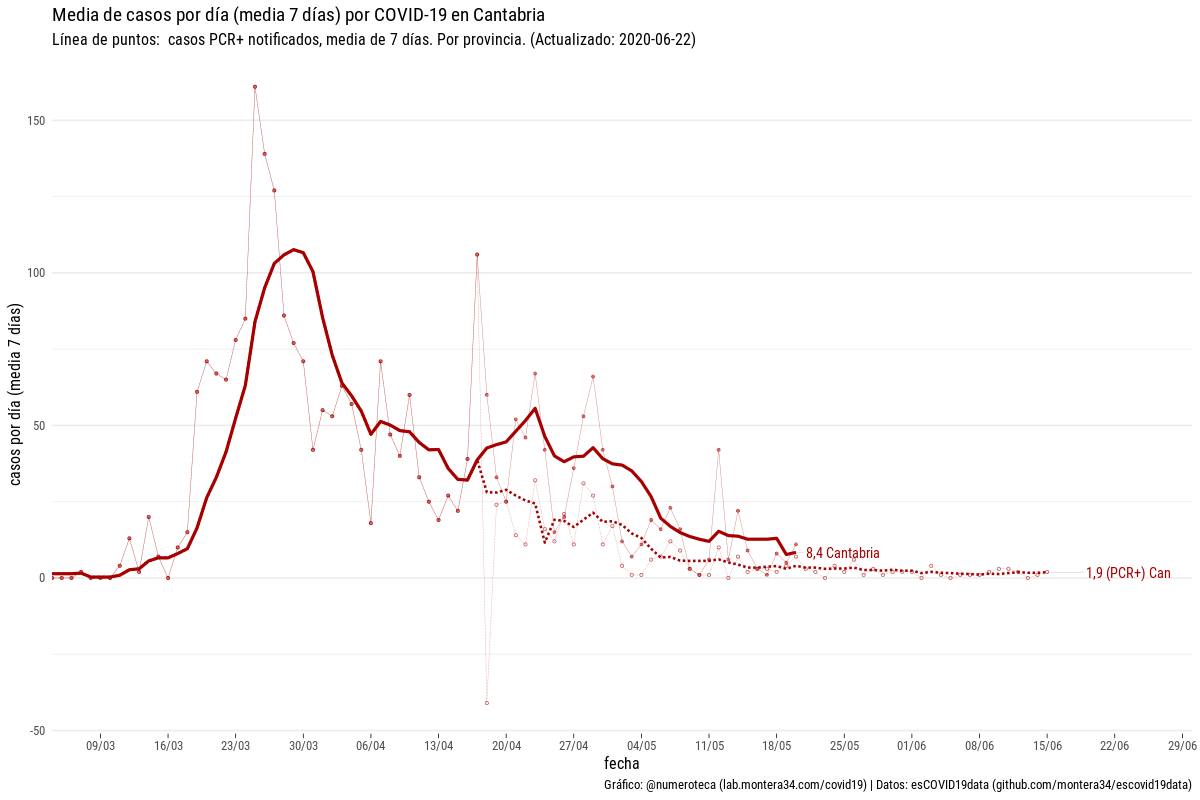 Media de casos por día (media 7 días) por COVID-19 en Cantabria
Línea de puntos:  casos PCR+ notificados, media de 7 días. Por provincia. (Actualizado: 2020-06-22)
casos por día (media 7 días)
150
100
50
0
-50
8,4 Cantabria
1,9 (PCR+) Can
09/03 16/03 23/03 30/03 06/04 13/04 20/04 27/04 04/05 11/05 18/05 25/05 01/06 08/06 15/06 22/06 29/06
fecha
Gráfico: @numeroteca (lab.montera34.com/covid19) | Datos: esCOVID19data (github.com/montera34/escovid19data)